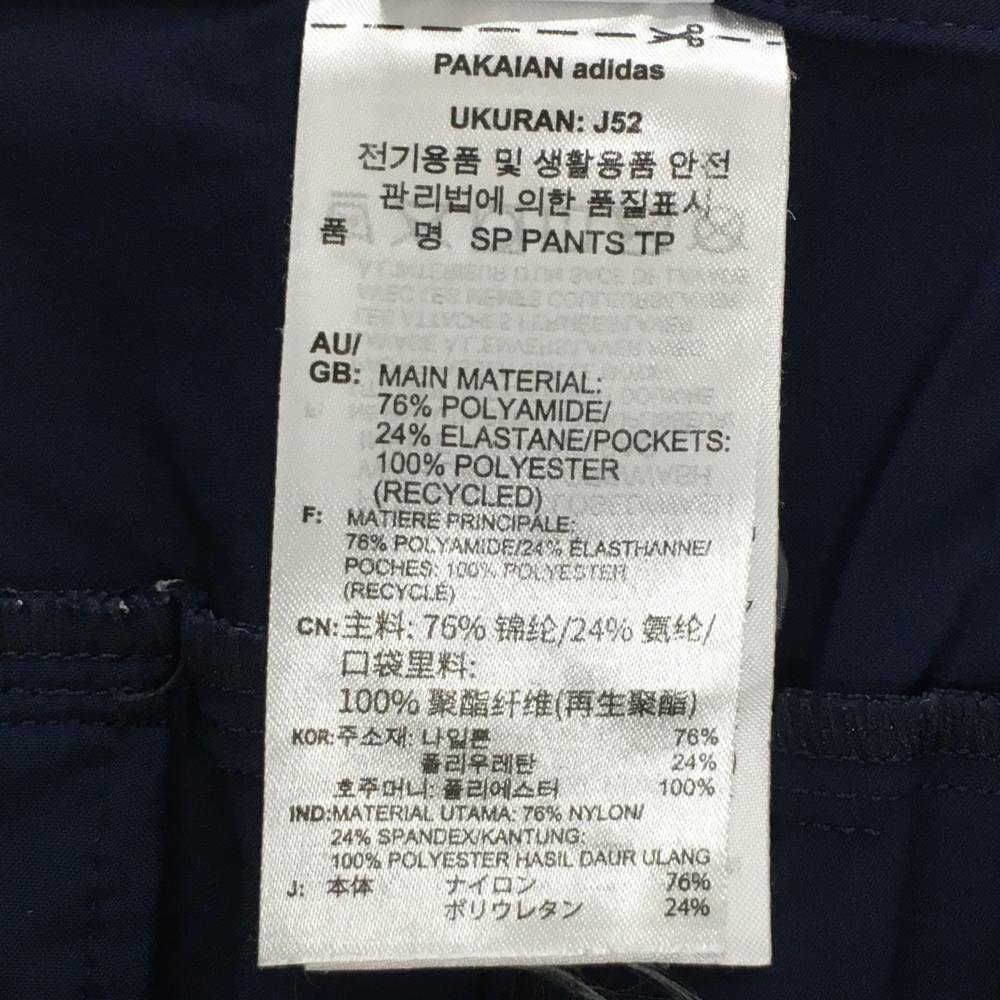 PAKAIAN adidas
UKURAN: J52
전기용품 및 생활용품 안전
관리법에 의한 품질표시
품 명 SP PANTS TP
AU/
GB: MAIN MATERIAL:
76% POLYAMIDE/
24% ELASTANE/POCKETS:
100% POLYESTER
(RECYCLED)
F: MATIERE PRINCIPALE:
76% POLYAMIDE/24% ÉLASTHANNE/
POCHES: 100% POLYESTER
(RECYCLÉ)
CN: 主料: 76% 锦纶/24% 氨纶/
口袋里料:
100% 聚酯纤维(再生聚酯)
KOR: 주소재: 나일론 76%
폴리우레탄 24%
호주머니: 폴리에스터 100%
IND: MATERIAL UTAMA: 76% NYLON/
24% SPANDEX/KANTUNG:
100% POLYESTER HASIL DAUR ULANG
J: 本体 ナイロン 76%
ポリウレタン 24%